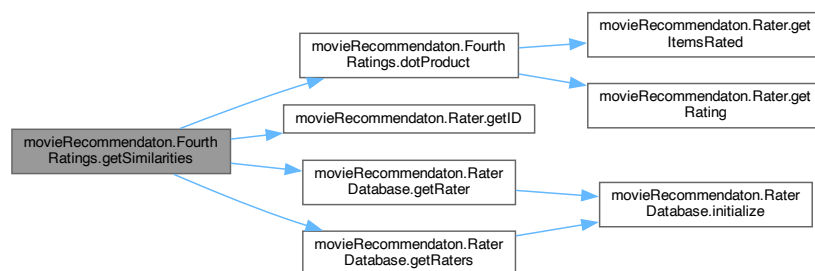 movieRecommendaton.Fourth
Ratings.getSimilarities
movieRecommendaton.Fourth
Ratings.dotProduct
movieRecommendaton.Rater.get
ItemsRated
movieRecommendaton.Rater.get
Rating
movieRecommendaton.Rater.getID
movieRecommendaton.Rater
Database.getRater
movieRecommendaton.Rater
Database.initialize
movieRecommendaton.Rater
Database.getRaters